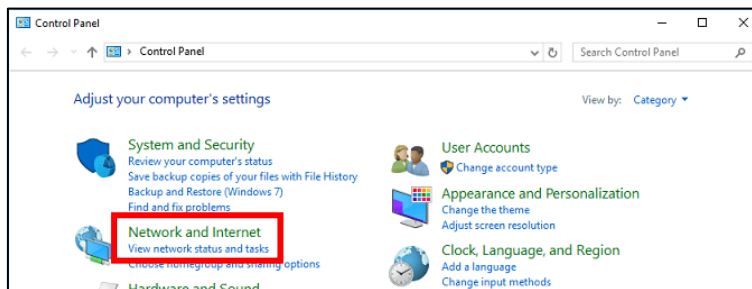 Control Panel
Control Panel
Search Control Panel
Adjust your computer's settings
View by: Category
System and Security
Review your computer's status
Save backup copies of your files with File History
Backup and Restore (Windows 7)
Find and fix problems
Network and Internet
View network status and tasks
Choose homegroup and sharing options
Hardware and Sound
User Accounts
Change account type
Appearance and Personalization
Change the theme
Adjust screen resolution
Clock, Language, and Region
Add a language
Change input methods